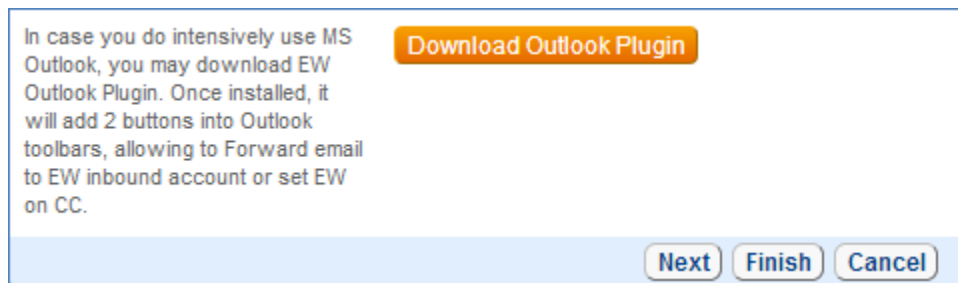 In case you do intensively use MS
Outlook, you may download EW
Outlook Plugin. Once installed, it
will add 2 buttons into Outlook
toolbars, allowing to Forward email
to EW inbound account or set EW
on CC.
Download Outlook Plugin
Next Finish Cancel